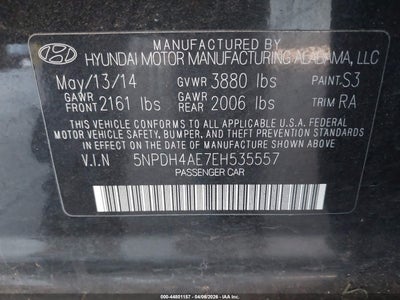 MANUFACTURED BY
HYUNDAI MOTOR MANUFACTURING ALABAMA, LLC
May/13/14 GVWR 3880 lbs PAINT.S3
GAWR FRONT 2161 lbs GAWR REAR 2006 lbs TRIM RA
THIS VEHICLE CONFORMS TO ALL APPLICABLE U.S.A. FEDERAL
MOTOR VEHICLE SAFETY, BUMPER, AND THEFT PREVENTION
STANDARDS IN EFFECT ON THE DATE OF MANUFACTURE SHOWN ABOVE.
V.I.N 5NPDH4AE7EH535557
PASSENGER CAR
000-44801167 - 04/06/2026 - IAA, Inc.